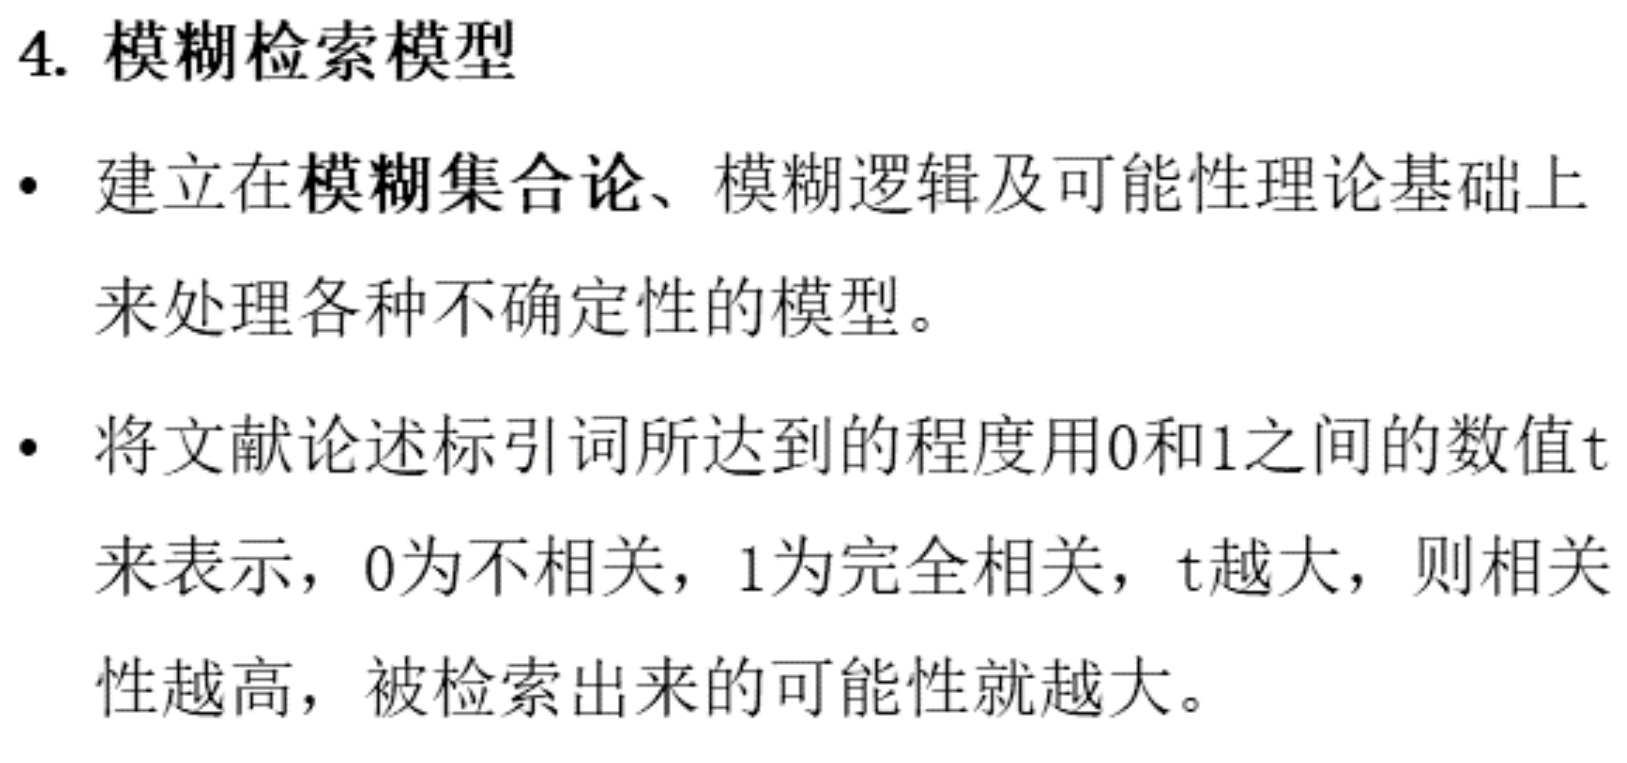 4. 模糊检索模型
• 建立在模糊集合论、模糊逻辑及可能性理论基础上
来处理各种不确定性的模型。
• 将文献论述标引词所达到的程度用0和1之间的数值t
来表示，0为不相关，1为完全相关，t越大，则相关
性越高，被检索出来的可能性就越大。